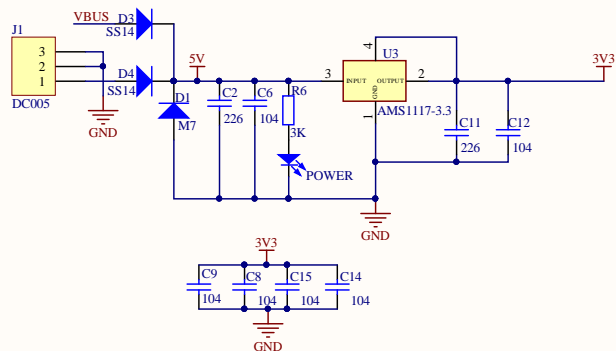 VBUS D3
SS14
J1
3
2
1
DC005
D4
SS14
GND
5V
D1
M7
C2
226
C6
104
R6
3K
POWER
3
INPUT
4
U3
OUTPUT
2
GND
1
AMS1117-3.3
3V3
C11
226
C12
104
GND
3V3
C9
104
C8
104
C15
104
C14
104
GND